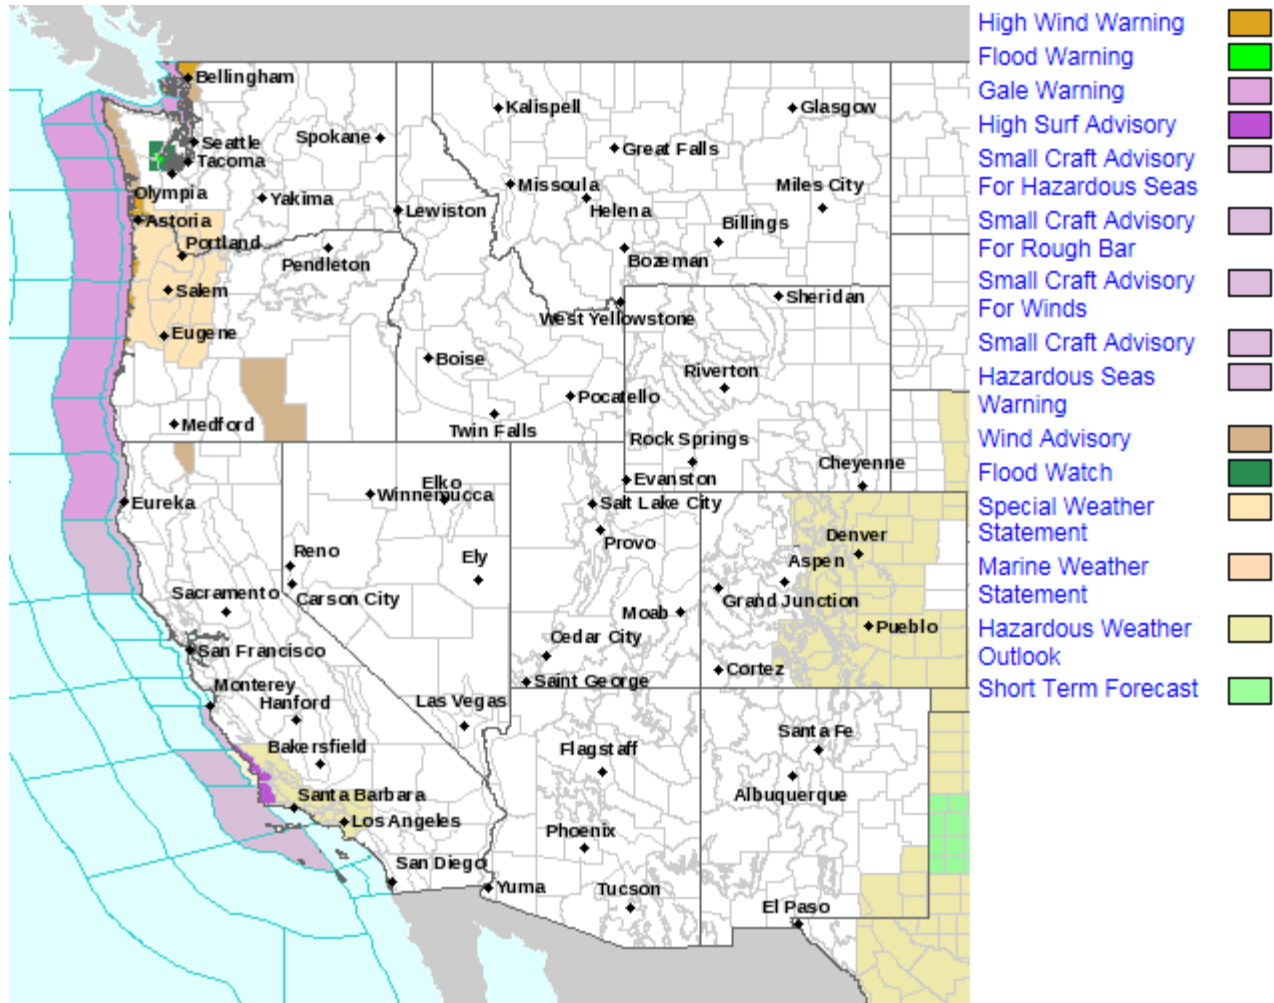 High Wind Warning
Flood Warning
Gale Warning
High Surf Advisory
Small Craft Advisory
For Hazardous Seas
Small Craft Advisory
For Rough Bar
Small Craft Advisory
For Winds
Small Craft Advisory
Hazardous Seas
Warning
Wind Advisory
Flood Watch
Special Weather
Statement
Marine Weather
Statement
Hazardous Weather
Outlook
Short Term Forecast
Bellingham
Kalispell
Glasgow
Seattle
Spokane
Tacoma
Great Falls
Olympia
Yakima
Missoula
Miles City
Lewiston
Helena
Astoria
Billings
Portland
Pendleton
Bozeman
Salem
Sheridan
West Yellowstone
Eugene
Boise
Riverton
Pocatello
Medford
Twin Falls
Rock Springs
Cheyenne
Evanston
Elko
Winnemucca
Eureka
Salt Lake City
Provo
Denver
Reno
Ely
Aspen
Sacramento
Carson City
Grand Junction
Moab
Pueblo
Cedar City
San Francisco
Cortez
Saint George
Monterey
Hanford
Las Vegas
Santa Fe
Bakersfield
Flagstaff
Santa Barbara
Albuquerque
Los Angeles
Phoenix
San Diego
Yuma
Tucson
El Paso